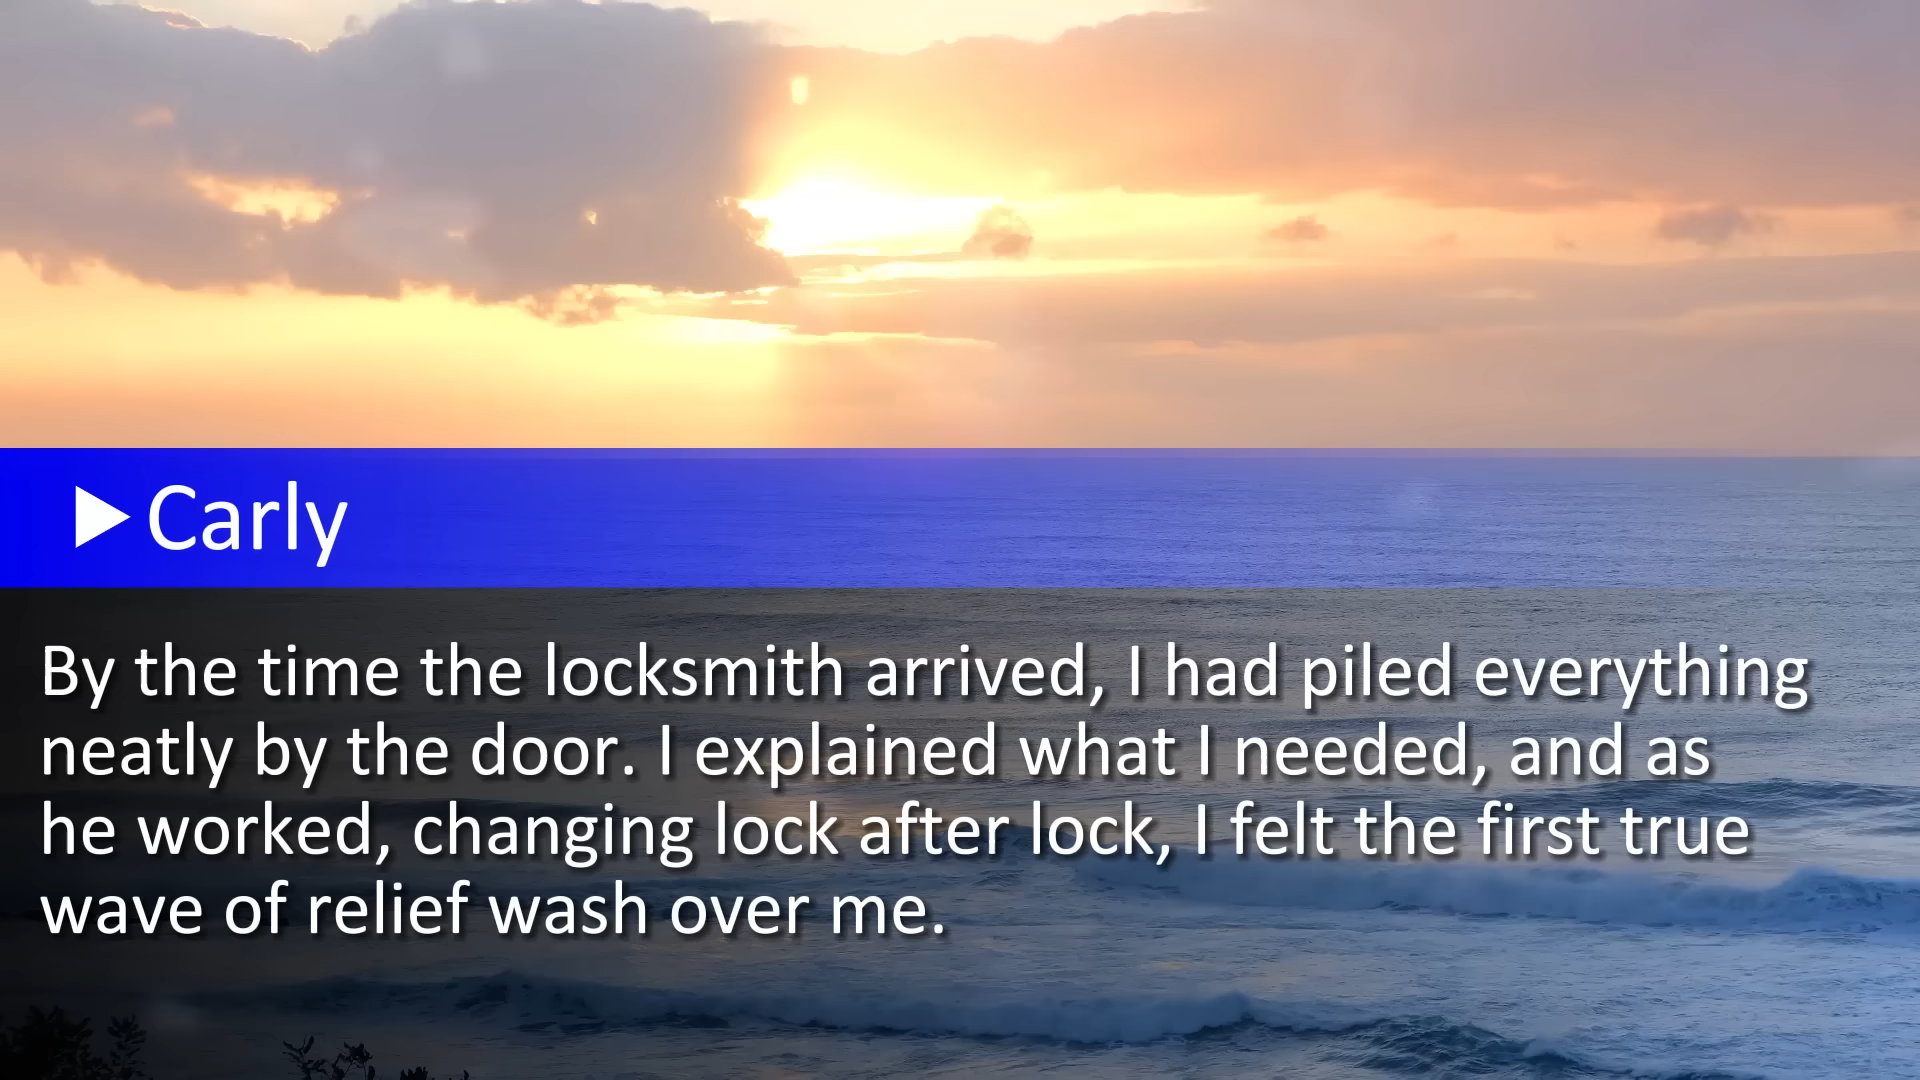 Carly
By the time the locksmith arrived, I had piled everything
neatly by the door. I explained what I needed, and as
he worked, changing lock after lock, I felt the first true
wave of relief wash over me.